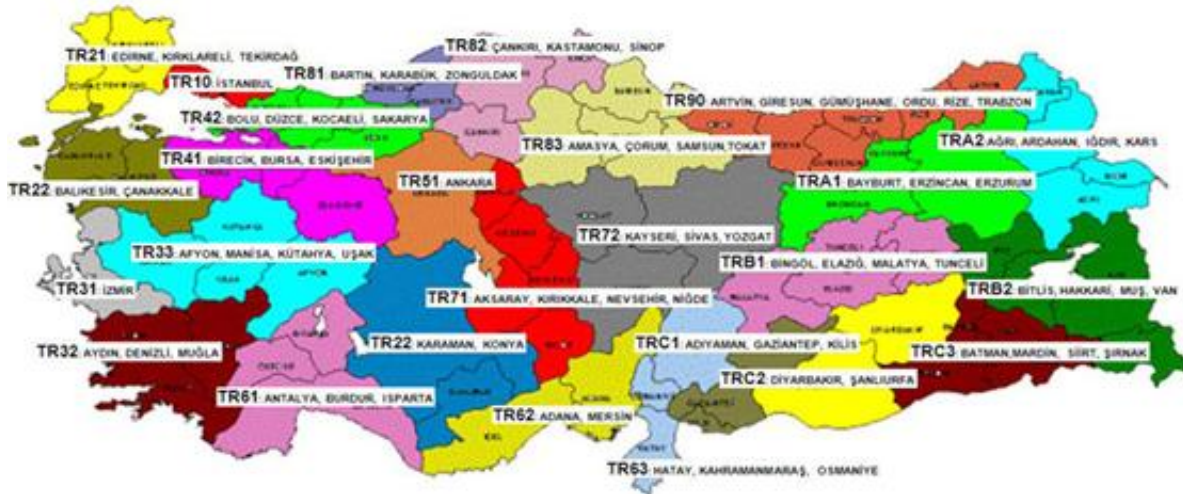 TR82 ÇANKIRI, KASTAMONU, SİNOP
TR21: EDIRNE, KIRKLARELİ, TEKİRDAĞ
TR81: BARTIN, KARABÜK, ZONGULDAK
TR10: İSTANBUL
TR90: ARTVİN, GİRESUN, GÜMÜŞHANE, ORDU, RİZE, TRABZON
TR42: BOLU, DÜZCE, KOCAELİ, SAKARYA
TR83: AMASYA, ÇORUM, SAMSUN,TOKAT
TRA2: AĞRI, ARDAHAN, IĞDIR, KARS
TR41: BİRECİK, BURSA, ESKİŞEHİR
TR51: ANKARA
TRA1: BAYBURT, ERZİNCAN, ERZURUM
TR22: BALIKESİR, ÇANAKKALE
TR72: KAYSERİ, SİVAS, YOZGAT
TR33: AFYON, MANİSA, KÜTAHYA, UŞAK
TRB1: BİNGÖL, ELAZIĞ, MALATYA, TUNCELİ
TR31: İZMİR
TRB2: BİTLİS, HAKKARİ, MUŞ, VAN
TR71: AKSARAY, KIRIKKALE, NEVSEHİR, NİĞDE
TR32: AYDIN, DENİZLİ, MUĞLA
TR22: KARAMAN, KONYA
TRC1: ADIYAMAN, GAZİANTEP, KİLİS
TRC3: BATMAN,MARDİN, SİİRT, ŞIRNAK
TRC2: DİYARBAKIR, ŞANLIURFA
TR61: ANTALYA, BURDUR, ISPARTA
TR62: ADANA, MERSİN
TR63: HATAY, KAHRAMANMARAŞ, OSMANİYE